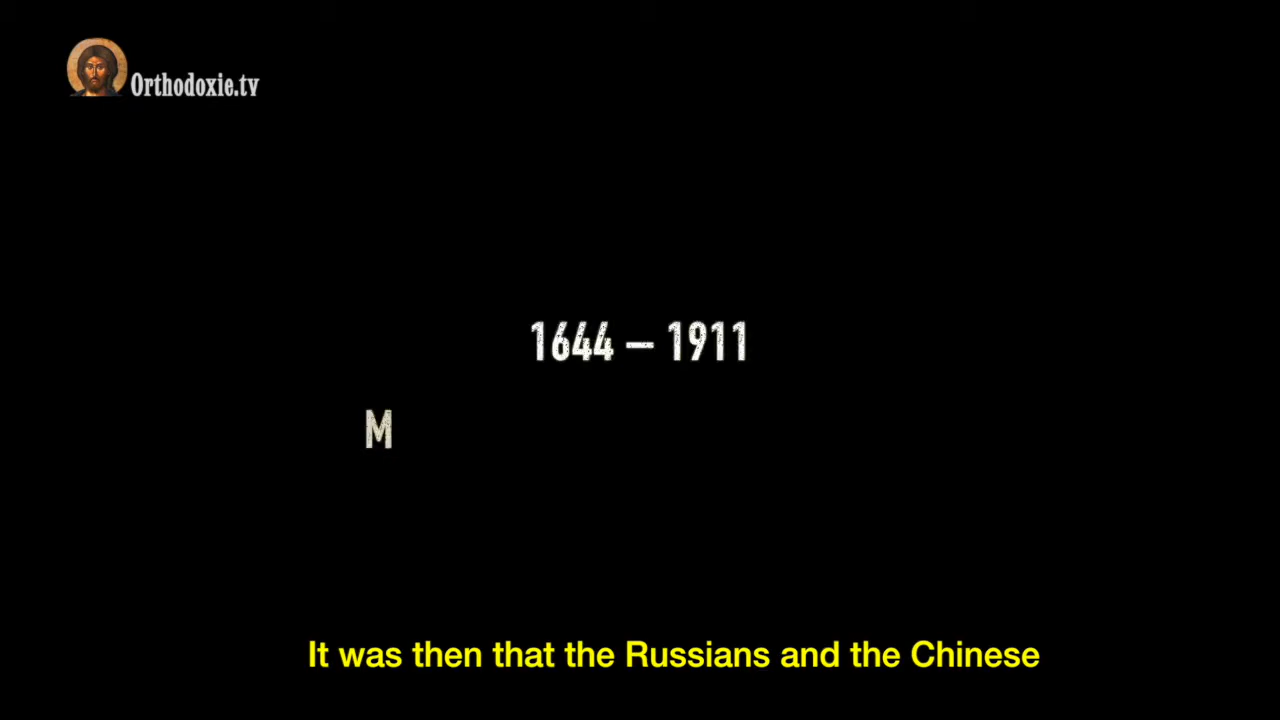 Orthodoxie.tv
1644 – 1911
M
It was then that the Russians and the Chinese